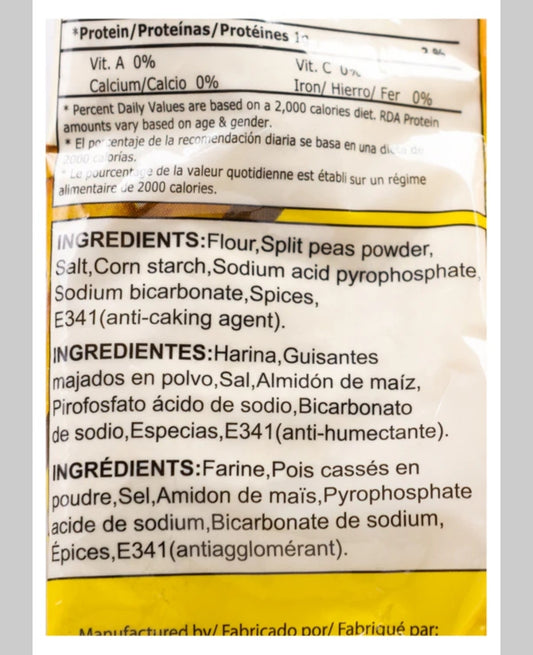 *Protein/Proteínas/Protéines 1g
Vit. A 0% Vit. C 0%
Calcium/Calcio 0% Iron/ Hierro/ Fer 0%
* Percent Daily Values are based on a 2,000 calories diet. RDA Protein
amounts vary based on age & gender.
* El porcentaje de la recomendación diaria se basa en una dieta de
2000 calorías.
* Le pourcentage de la valeur quotidienne est établi sur un régime
alimentaire de 2000 calories.
INGREDIENTS:Flour,Split peas powder,
Salt,Corn starch,Sodium acid pyrophosphate,
Sodium bicarbonate,Spices,
E341(anti-caking agent).
INGREDIENTES:Harina,Guisantes
majados en polvo,Sal,Almidón de maíz,
Pirofosfato ácido de sodio,Bicarbonato
de sodio,Especias,E341(anti-humectante).
INGRÉDIENTS:Farine,Pois cassés en
poudre,Sel,Amidon de maïs,Pyrophosphate
acide de sodium,Bicarbonate de sodium,
Épices,E341(antiagglomérant).
Manufactured by/ Fabricado por/ Fabriqué par: